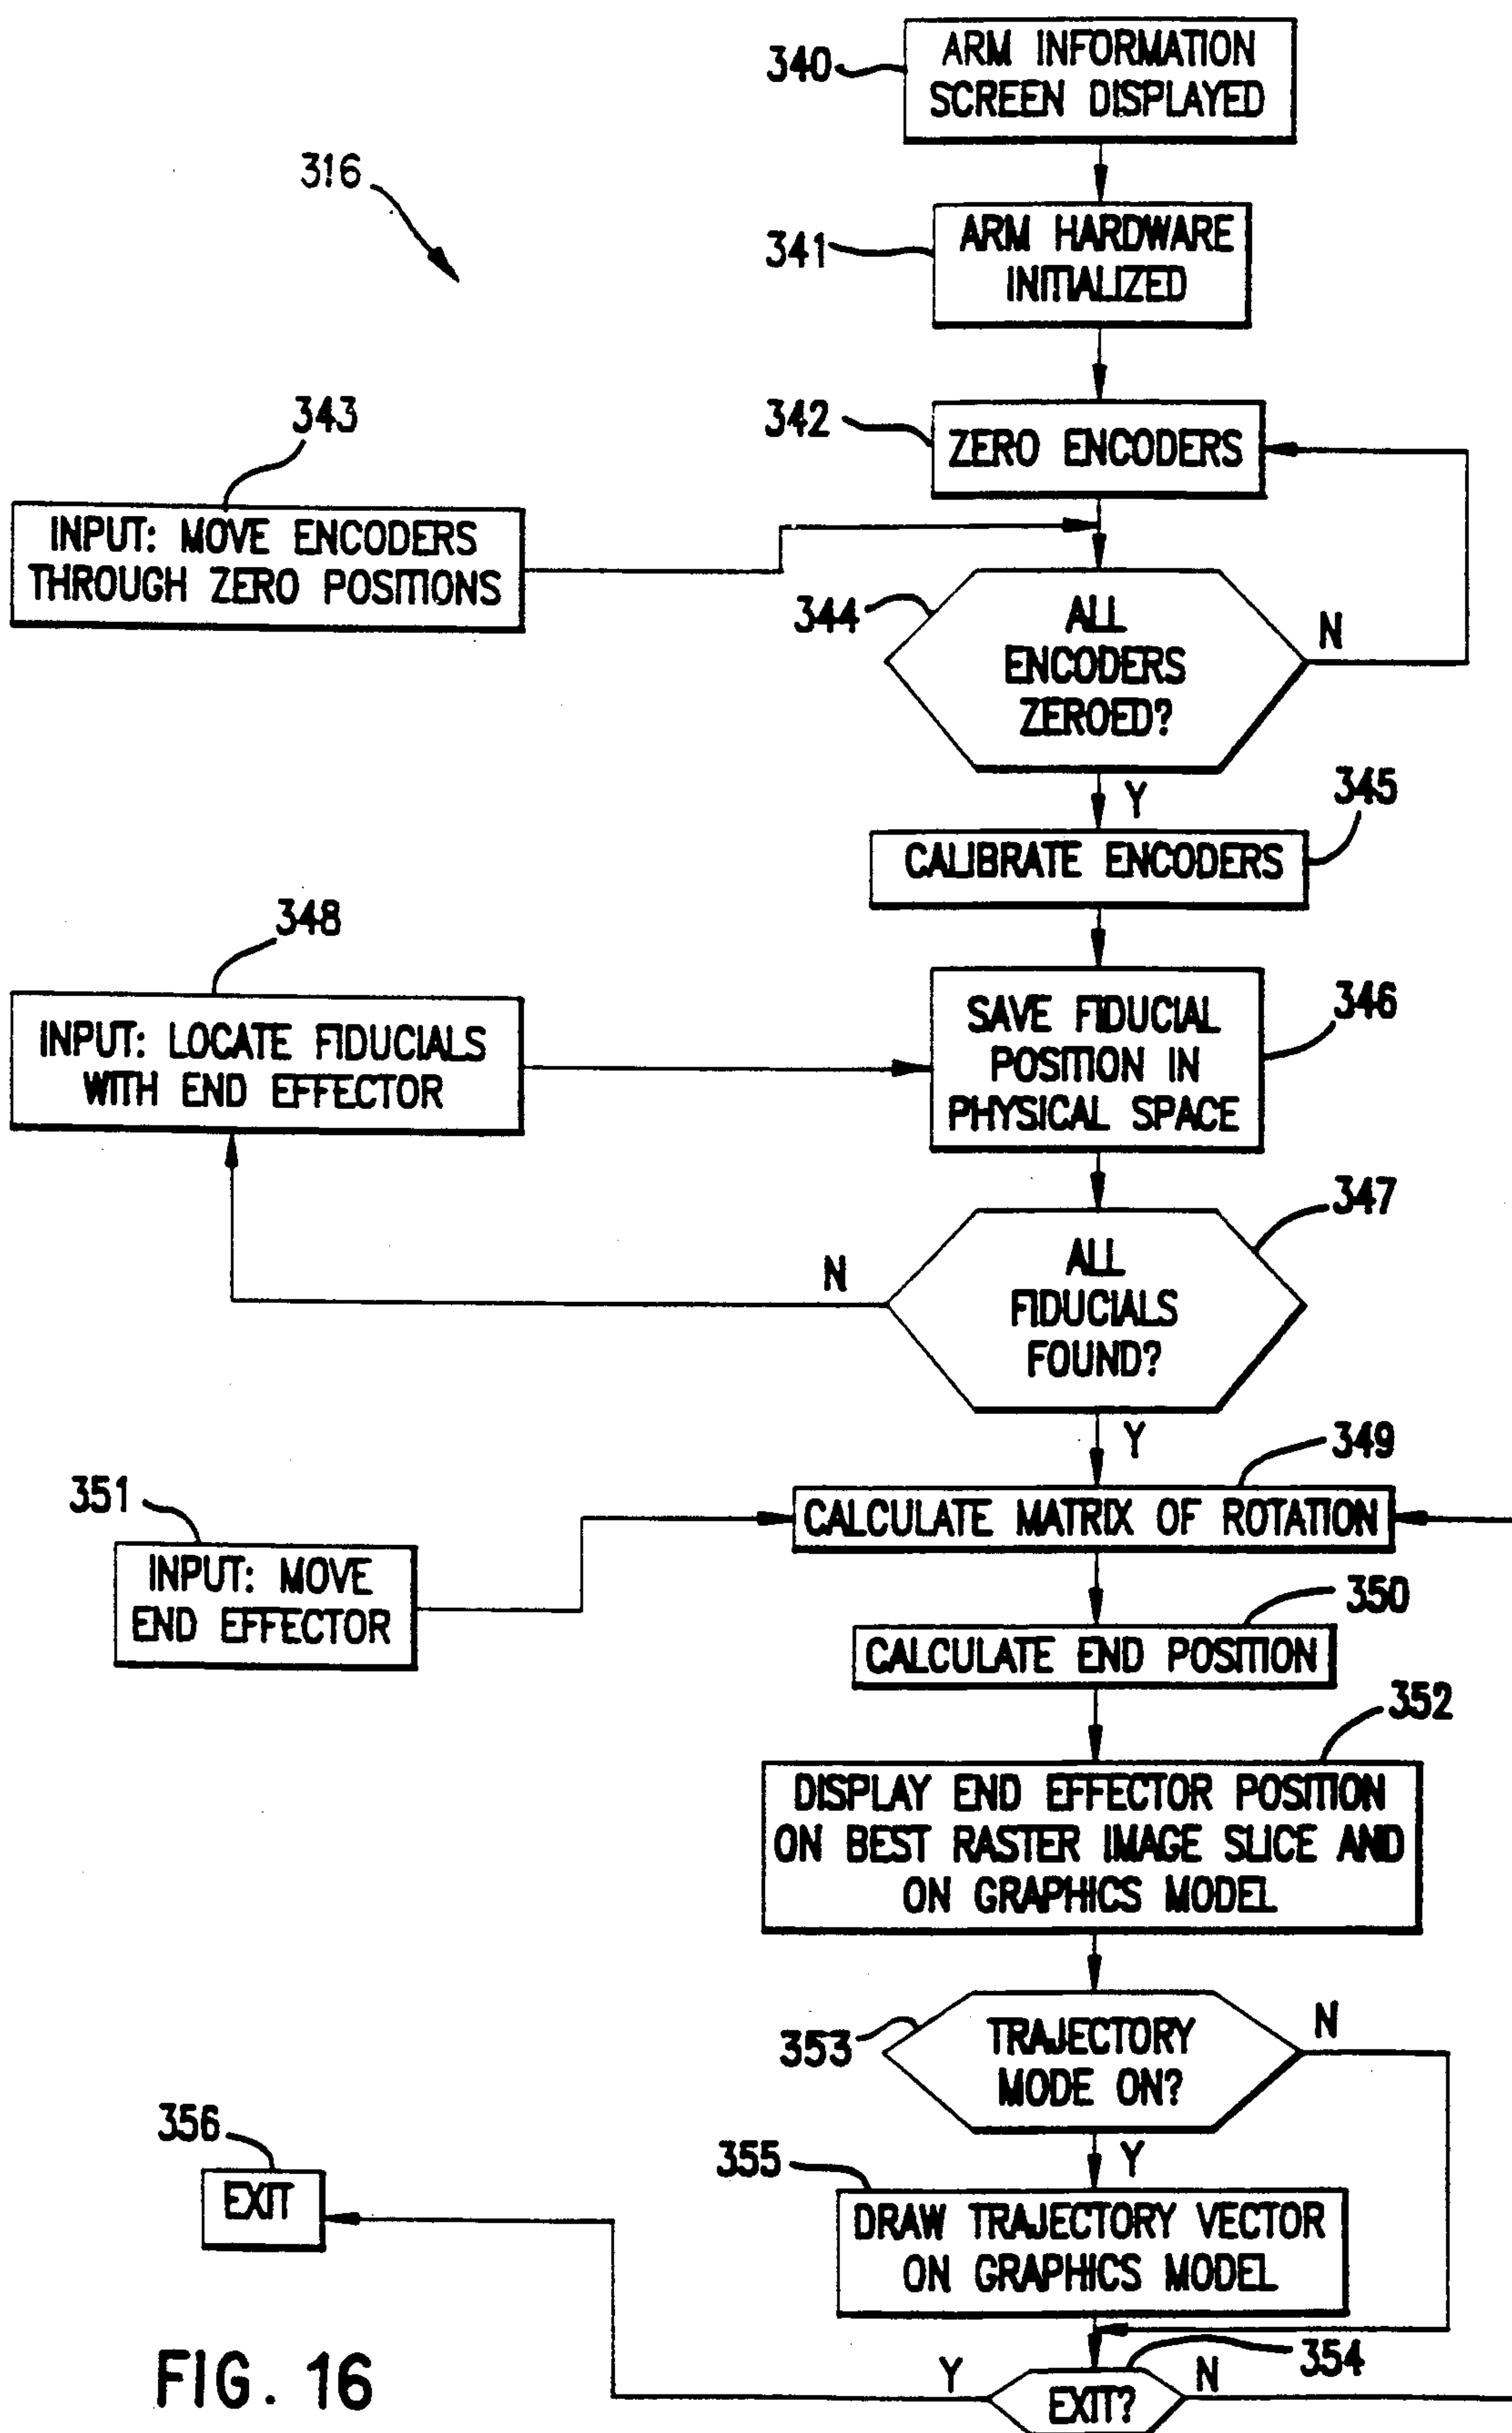 340
ARM INFORMATION
SCREEN DISPLAYED
316
341
ARM HARDWARE
INITIALIZED
343
342
ZERO ENCODERS
INPUT: MOVE ENCODERS
THROUGH ZERO POSITIONS
344
ALL
ENCODERS
ZEROED?
N
Y
345
CALIBRATE ENCODERS
348
INPUT: LOCATE FIDUCIALS
WITH END EFFECTOR
346
SAVE FIDUCIAL
POSITION IN
PHYSICAL SPACE
347
ALL
FIDUCIALS
FOUND?
N
Y
349
351
CALCULATE MATRIX OF ROTATION
INPUT: MOVE
END EFFECTOR
350
CALCULATE END POSITION
352
DISPLAY END EFFECTOR POSITION
ON BEST RASTER IMAGE SLICE AND
ON GRAPHICS MODEL
353
TRAJECTORY
MODE ON?
N
Y
356
EXIT
355
DRAW TRAJECTORY VECTOR
ON GRAPHICS MODEL
354
Y
EXIT?
N
FIG. 16